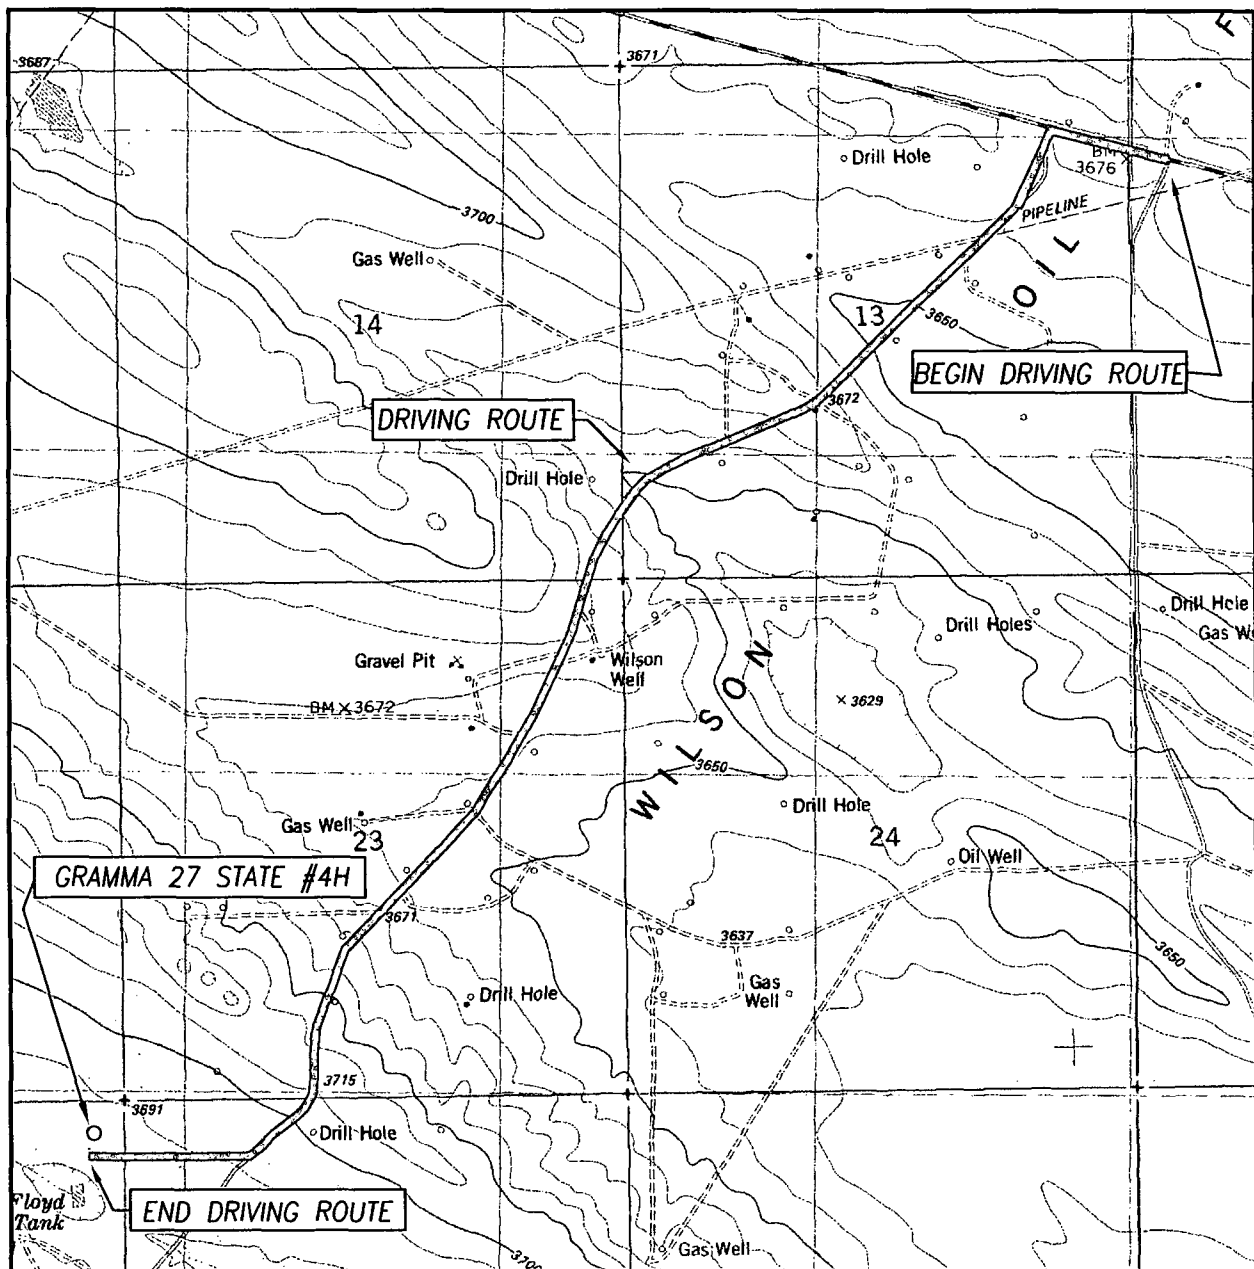 F
3687
3671
Drill Hole
BM
3676
PIPELINE
3700
Gas Well
OIL
14
13
3650
BEGIN DRIVING ROUTE
3672
DRIVING ROUTE
Drill Hole
Drill Hole
Gas
Drill Holes
Gravel Pit
Wilson
Well
BM 3672
3629
WILSON
3650
Drill Hole
Gas Well
23
24
Oil Well
GRAMMA 27 STATE #4H
3671
3637
3650
Gas
Well
Drill Hole
3715
3691
Drill Hole
Floyd
Tank
END DRIVING ROUTE
Gas Well
3700